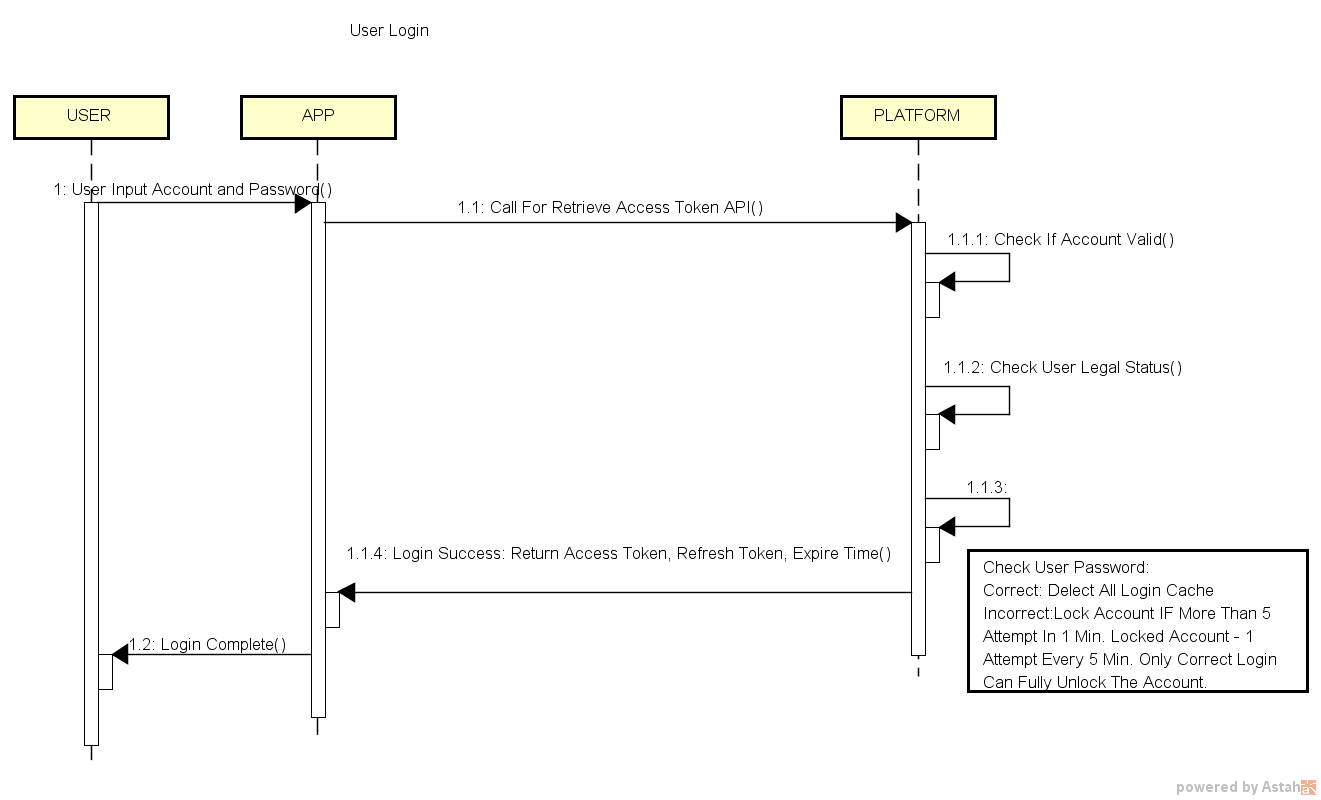 User Login
USER
APP
PLATFORM
1: User Input Account and Password()
1.1: Call For Retrieve Access Token API()
1.1.1: Check If Account Valid()
1.1.2: Check User Legal Status()
1.1.3:
1.1.4: Login Success: Return Access Token, Refresh Token, Expire Time()
Check User Password:
Correct: Delect All Login Cache
Incorrect:Lock Account IF More Than 5
Attempt In 1 Min. Locked Account - 1
Attempt Every 5 Min. Only Correct Login
Can Fully Unlock The Account.
1.2: Login Complete()
powered by Astah